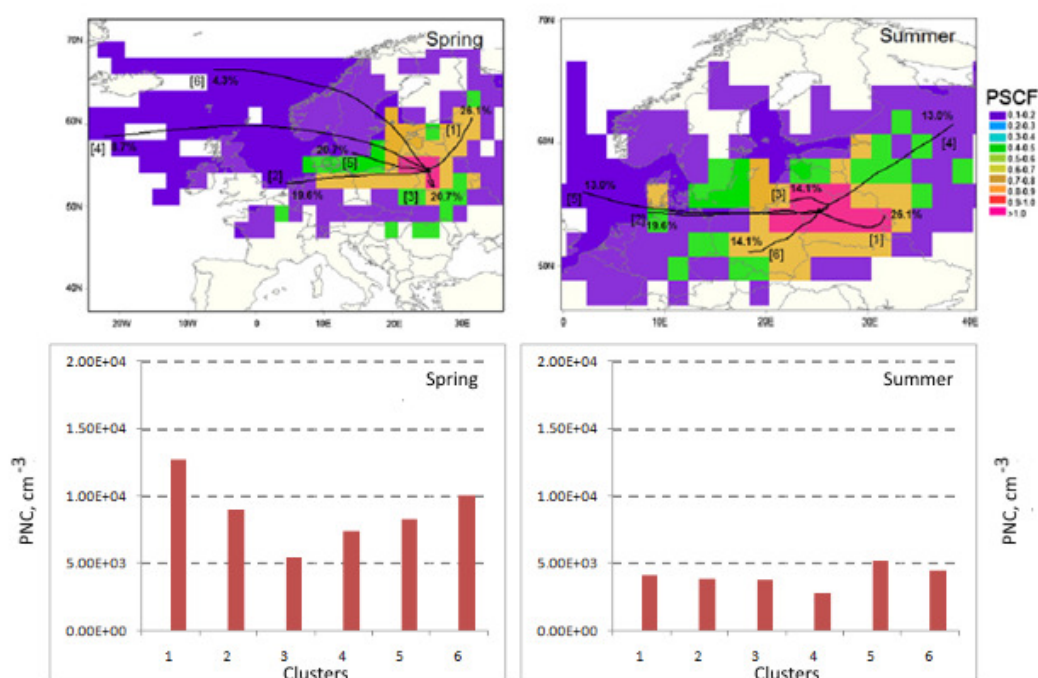 70N
60N
50N
40N
20W
10W
0
10E
20E
30E
Spring
[6]
4.3%
26.1%
[1]
[4]
8.7%
20.7%
[5]
[2]
19.6%
[3]
20.7%
70N
60N
50N
0
10E
20E
30E
40E
Summer
13.0%
[4]
[5]
13.0%
[3]
14.1%
[2]
19.6%
26.1%
[1]
14.1%
[6]
PSCF
0.1-0.2
0.2-0.3
0.3-0.4
0.4-0.5
0.5-0.6
0.6-0.7
0.7-0.8
0.8-0.9
0.9-1.0
>1.0
PNC, cm -3
2.00E+04
1.50E+04
1.00E+04
5.00E+03
0.00E+00
Spring
1 2 3 4 5 6
Clusters
2.00E+04
1.50E+04
1.00E+04
5.00E+03
0.00E+00
Summer
1 2 3 4 5 6
Clusters
PNC, cm -3